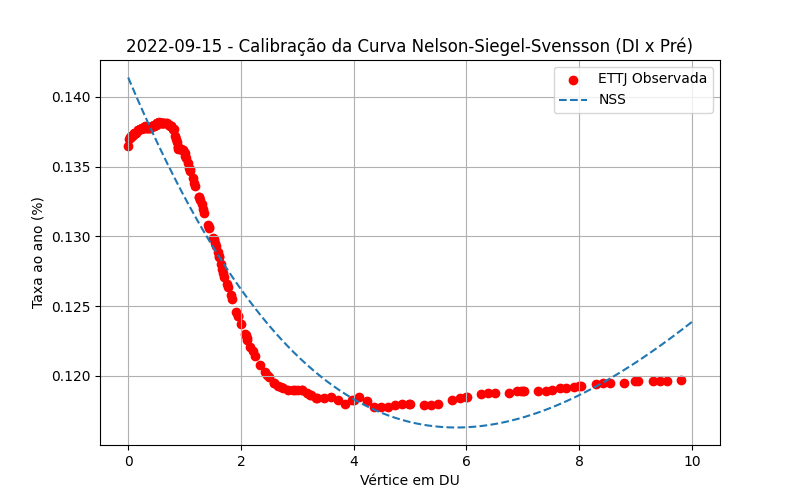 2022-09-15 - Calibração da Curva Nelson-Siegel-Svensson (DI x Pré)
ETTJ Observada
NSS
Taxa ao ano (%)
0.140
0.135
0.130
0.125
0.120
0 2 4 6 8 10
Vértice em DU